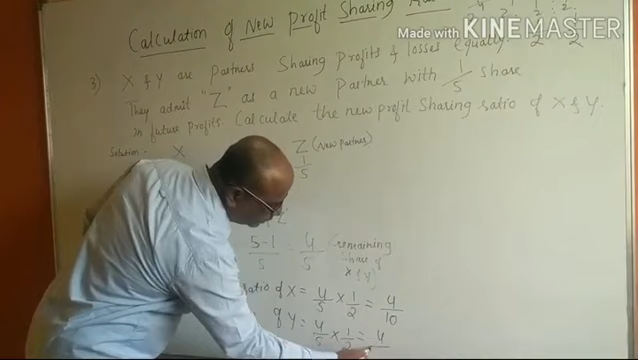 Calculation of New Profit Sharing
Made with KINEMASTER
3) X & Y are partners sharing profits & losses equally.
They admit "Z" as a new partner with 1/5 share
in future profits. Calculate the new profit sharing ratio of X & Y.
Solution:- X Z (New partner)
1/5
5-1/5 = 4/5 (remaining share of X & Y)
ratio of X = 4/5 × 1/2 = 4/10
of Y = 4/5 × 1/2 = 4